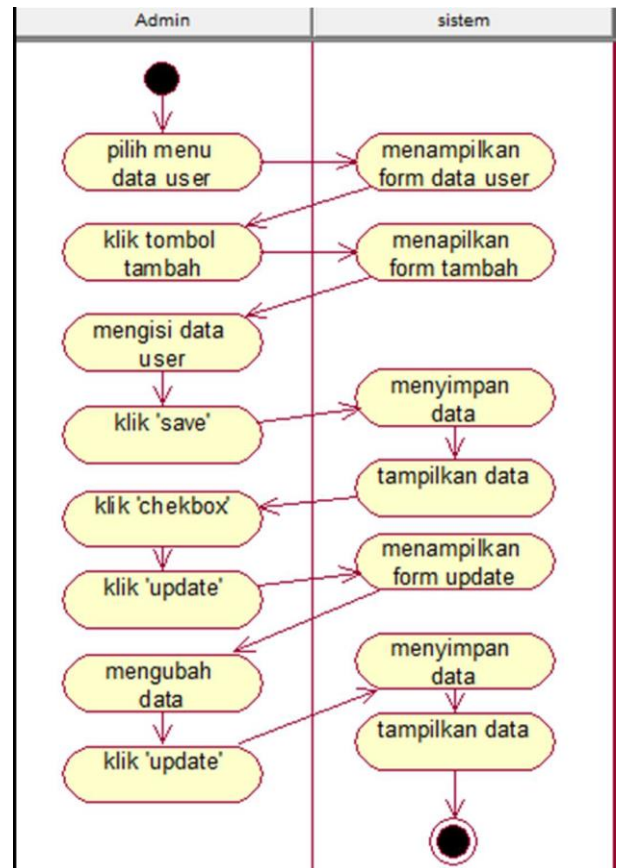 Admin
sistem
pilih menu
data user
menampilkan
form data user
klik tombol
tambah
menapilkan
form tambah
mengisi data
user
klik 'save'
menyimpan
data
tampilkan data
klik 'chekbox'
klik 'update'
menampilkan
form update
mengubah
data
klik 'update'
menyimpan
data
tampilkan data